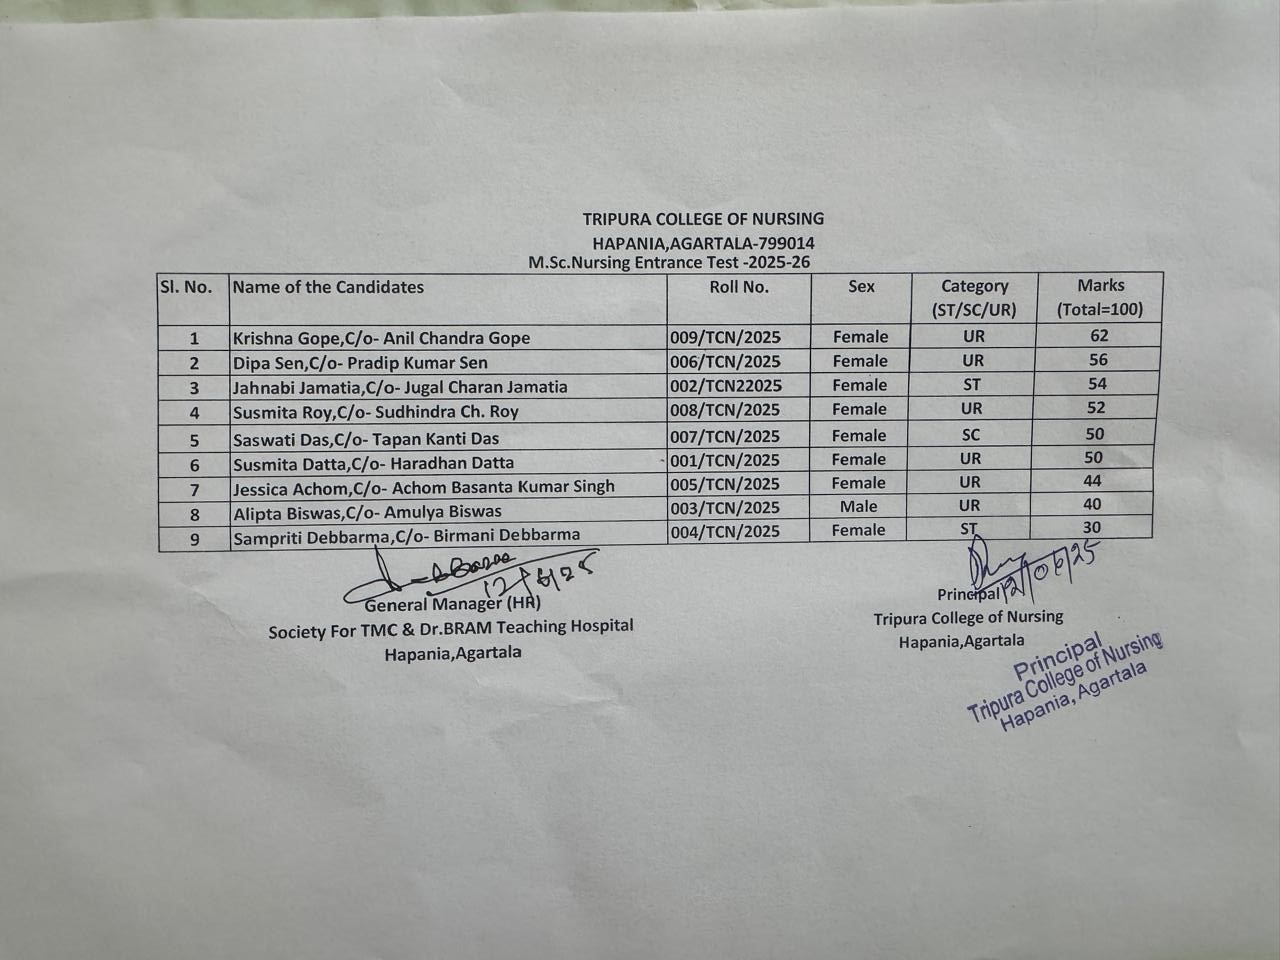 TRIPURA COLLEGE OF NURSING
HAPANIA,AGARTALA-799014
M.Sc.Nursing Entrance Test -2025-26
Sl. No. Name of the Candidates Roll No. Sex Category (ST/SC/UR) Marks (Total=100)
1 Krishna Gope,C/o- Anil Chandra Gope 009/TCN/2025 Female UR 62
2 Dipa Sen,C/o- Pradip Kumar Sen 006/TCN/2025 Female UR 56
3 Jahnabi Jamatia,C/o- Jugal Charan Jamatia 002/TCN22025 Female ST 54
4 Susmita Roy,C/o- Sudhindra Ch. Roy 008/TCN/2025 Female UR 52
5 Saswati Das,C/o- Tapan Kanti Das 007/TCN/2025 Female SC 50
6 Susmita Datta,C/o- Haradhan Datta 001/TCN/2025 Female UR 50
7 Jessica Achom,C/o- Achom Basanta Kumar Singh 005/TCN/2025 Female UR 44
8 Alipta Biswas,C/o- Amulya Biswas 003/TCN/2025 Male UR 40
9 Sampriti Debbarma,C/o- Birmani Debbarma 004/TCN/2025 Female ST 30
12/6/25
General Manager (HR)
Society For TMC & Dr.BRAM Teaching Hospital
Hapania,Agartala
12/06/25
Principal
Tripura College of Nursing
Hapania,Agartala
Principal
Tripura College of Nursing
Hapania, Agartala